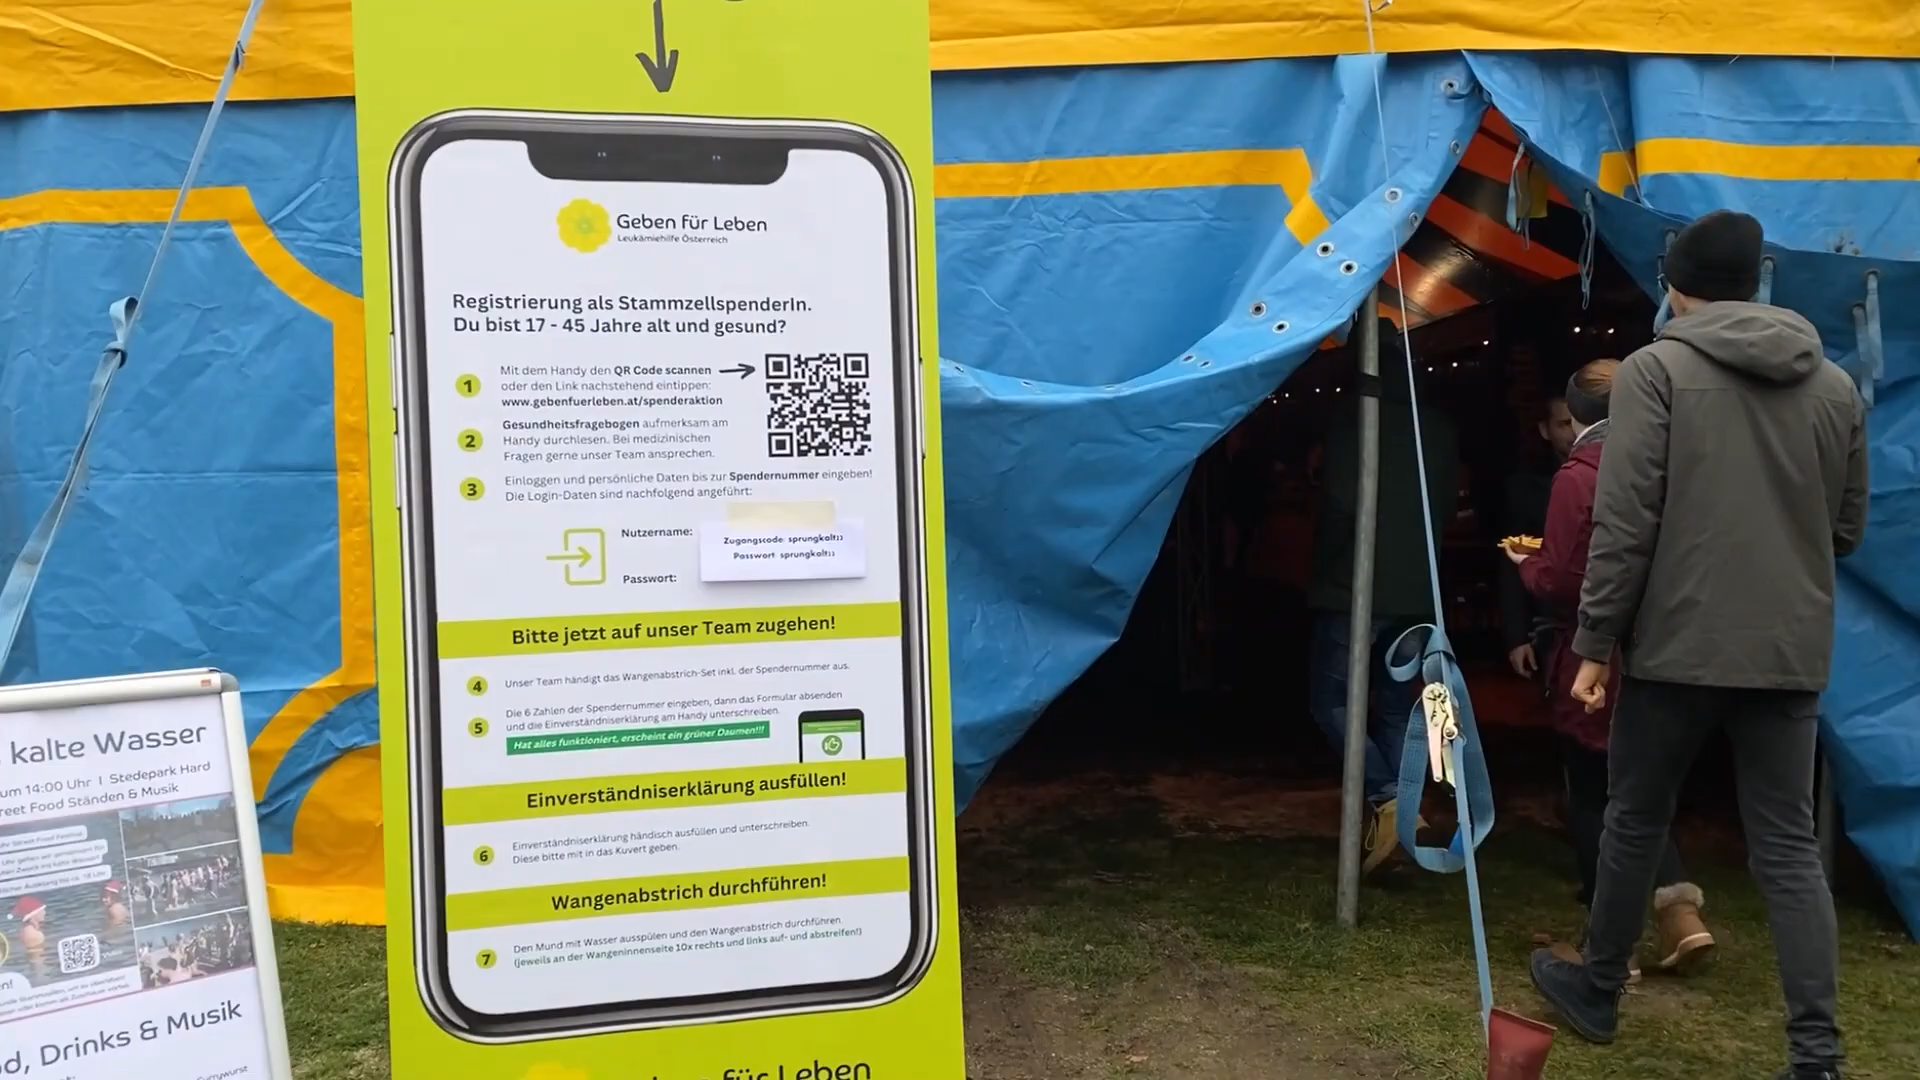 Geben für Leben
Leukämiehilfe Österreich
Registrierung als StammzellspenderIn.
Du bist 17 - 45 Jahre alt und gesund?
1
Mit dem Handy den QR Code scannen
oder den Link nachstehend eintippen:
www.gebenfuerleben.at/spenderaktion
2
Gesundheitsfragebogen aufmerksam am
Handy durchlesen. Bei medizinischen
Fragen gerne unser Team ansprechen.
3
Einloggen und persönliche Daten bis zur Spendernummer eingeben!
Die Login-Daten sind nachfolgend angeführt:
Nutzername:
Zugangscode: sprungkalt23
Passwort sprungkalt23
Passwort:
Bitte jetzt auf unser Team zugehen!
4
Unser Team händigt das Wangenabstrich-Set inkl. der Spendernummer aus.
5
Die 6 Zahlen der Spendernummer eingeben, dann das Formular absenden
und die Einverständniserklärung am Handy unterschreiben.
Hat alles funktioniert, erscheint ein grüner Daumen!!!
Einverständniserklärung ausfüllen!
6
Einverständniserklärung händisch ausfüllen und unterschreiben.
Diese bitte mit in das Kuvert geben.
Wangenabstrich durchführen!
7
Den Mund mit Wasser ausspülen und den Wangenabstrich durchführen.
(jeweils an der Wangeninnenseite 10x rechts und links auf- und abstreifen!)
für Leben
kalte Wasser
um 14:00 Uhr I Stedepark Hard
reet Food Ständen & Musik
Street Food Festival
d, Drinks & Musik
Currywurst